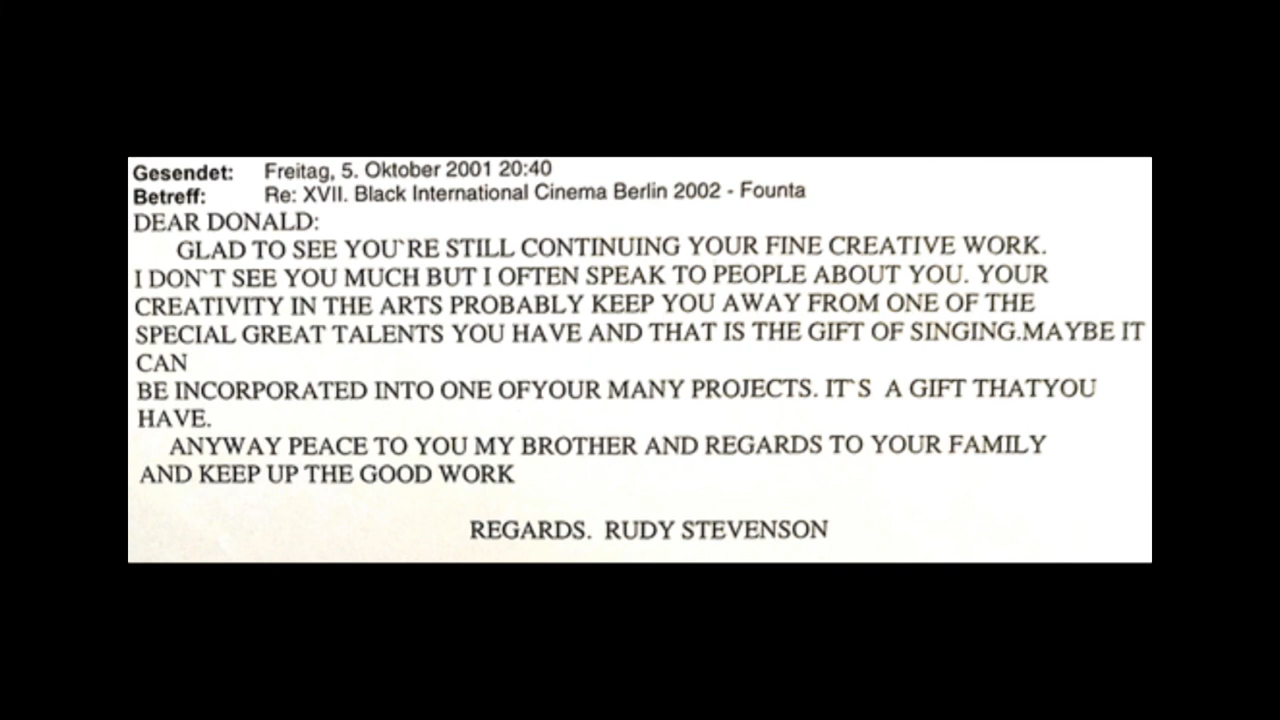 Gesendet: Freitag, 5. Oktober 2001 20:40
Betreff: Re: XVII. Black International Cinema Berlin 2002 - Founta
DEAR DONALD:
GLAD TO SEE YOU`RE STILL CONTINUING YOUR FINE CREATIVE WORK.
I DON`T SEE YOU MUCH BUT I OFTEN SPEAK TO PEOPLE ABOUT YOU. YOUR
CREATIVITY IN THE ARTS PROBABLY KEEP YOU AWAY FROM ONE OF THE
SPECIAL GREAT TALENTS YOU HAVE AND THAT IS THE GIFT OF SINGING.MAYBE IT
CAN
BE INCORPORATED INTO ONE OFYOUR MANY PROJECTS. IT`S  A GIFT THATYOU
HAVE.
ANYWAY PEACE TO YOU MY BROTHER AND REGARDS TO YOUR FAMILY
AND KEEP UP THE GOOD WORK
REGARDS.  RUDY STEVENSON